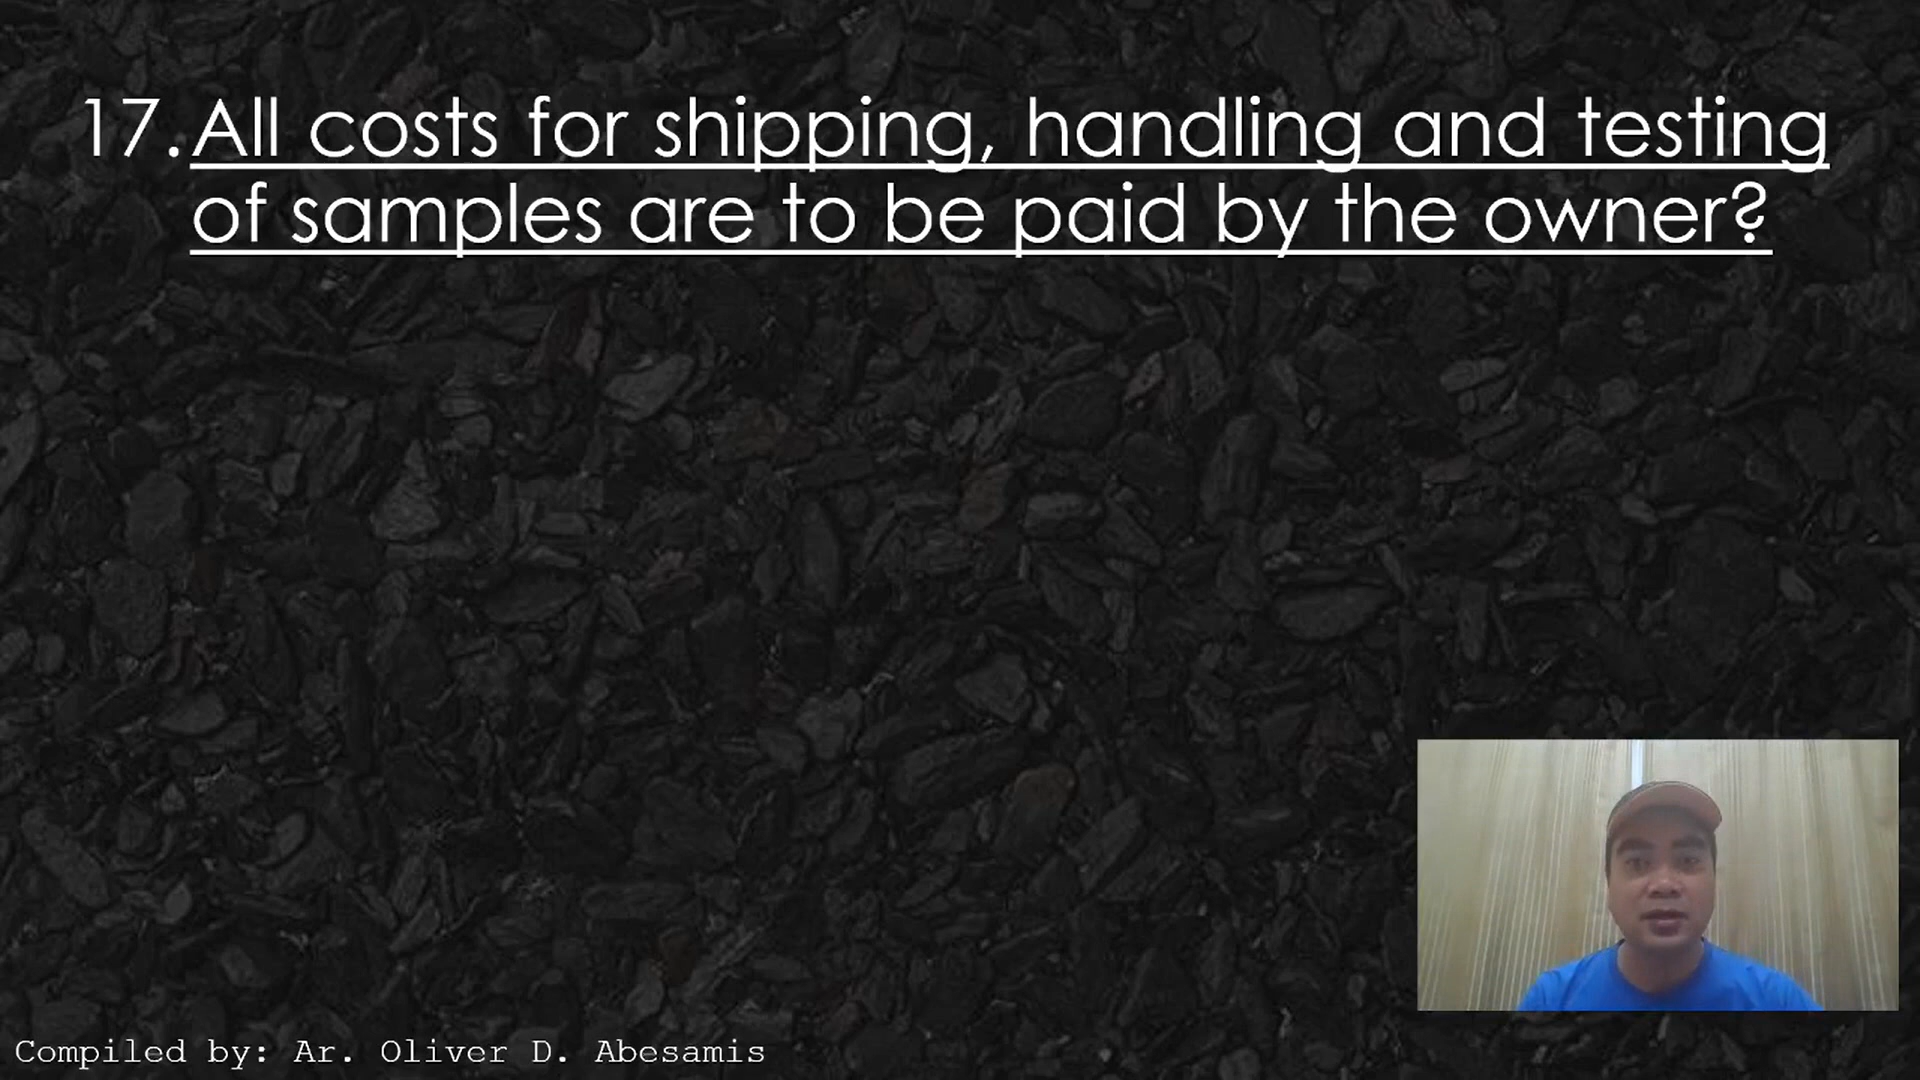 17. All costs for shipping, handling and testing
of samples are to be paid by the owner?
Compiled by: Ar. Oliver D. Abesamis